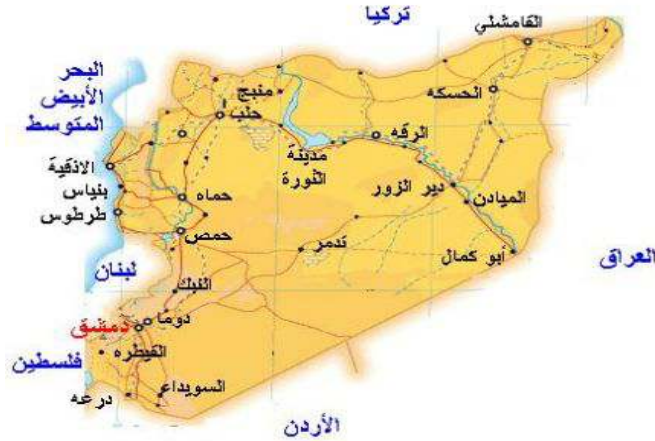 تركيا
القامشلي
البحر
الأبيض
المتوسط
منبج
الحسكه
حلب
الرقه
مدينة
الثورة
الاذقية
بنياس
حماه
دير الزور
الميادن
طرطوس
حمص
تدمر
أبو كمال
العراق
لبنان
النبك
دوما
دمشق
فلسطين
القيطره
السويداء
درعه
الأردن